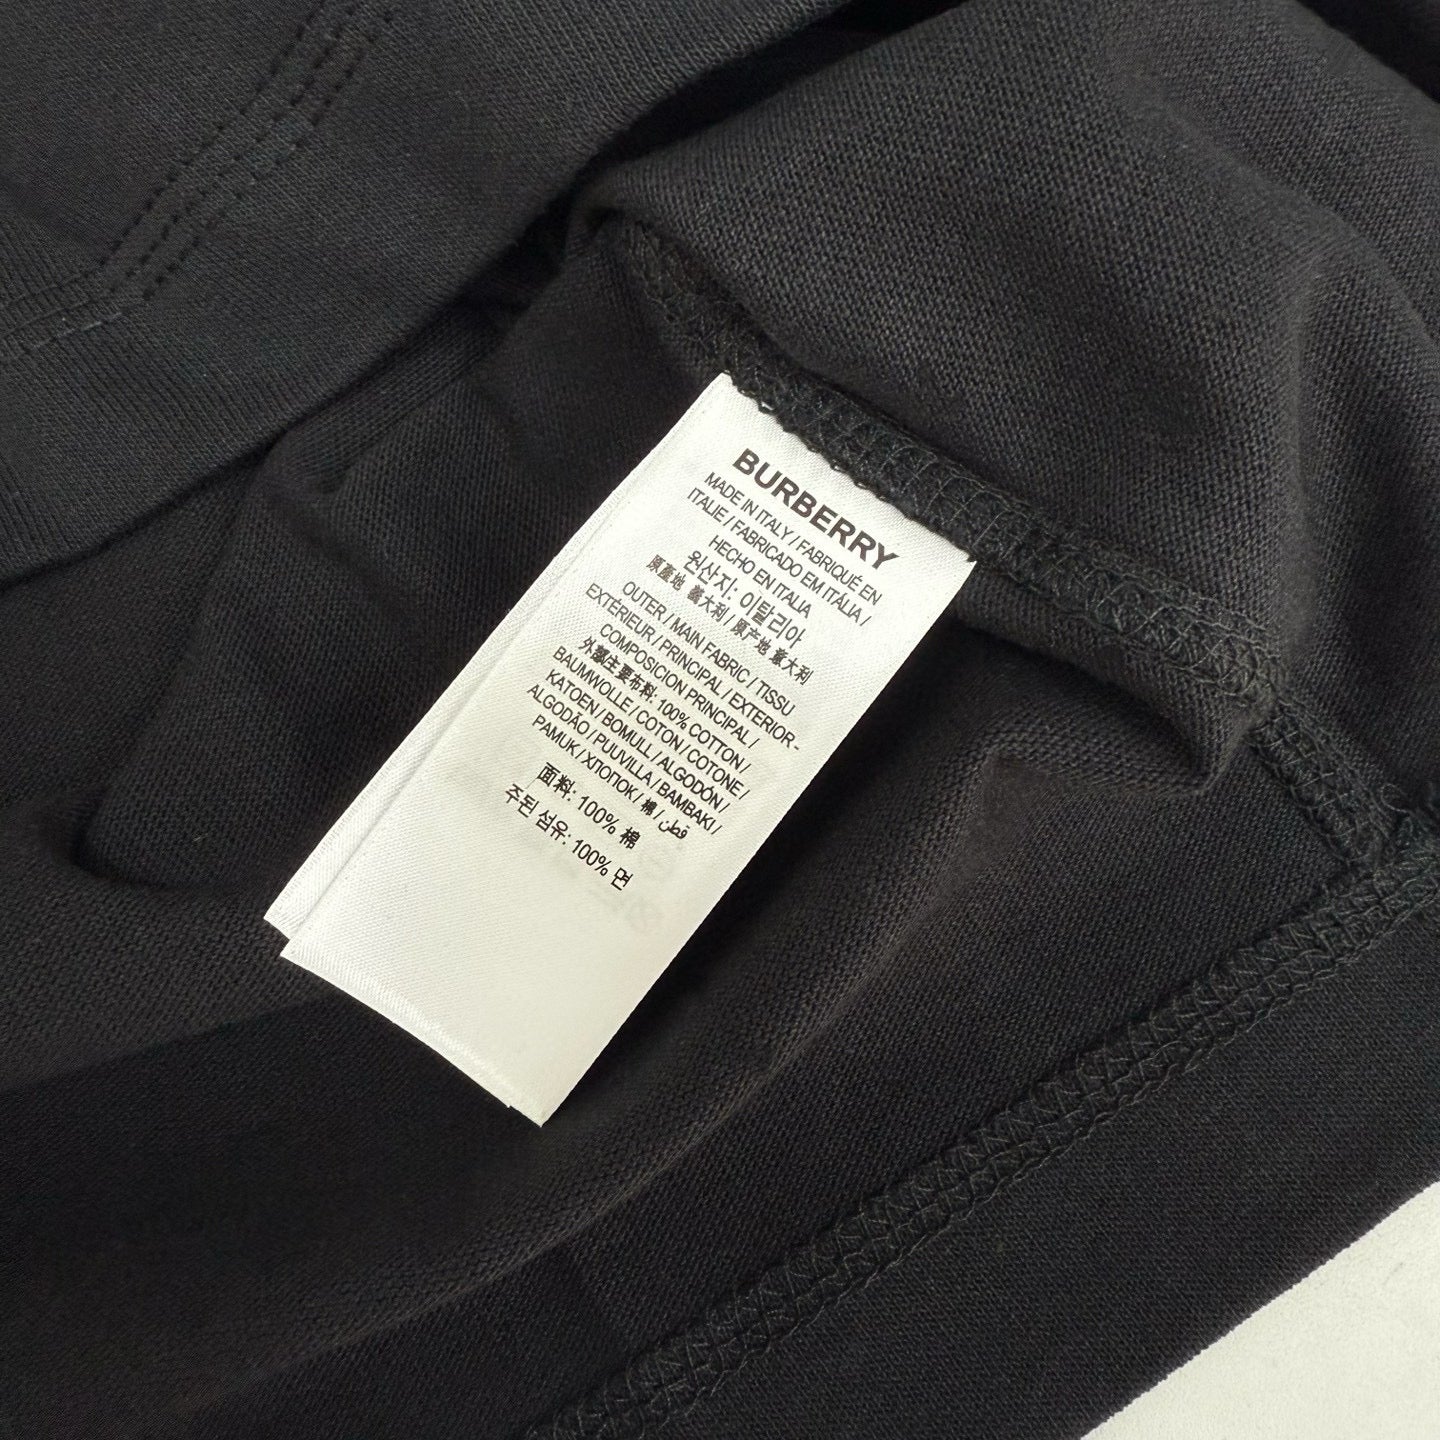 BURBERRY
MADE IN ITALY / FABRIQUÉ EN
ITALIE / FABRICADO EM ITÁLIA /
HECHO EN ITALIA
원산지: 이탈리아
原產地 義大利 / 原产地 意大利
OUTER / MAIN FABRIC / TISSU
EXTÉRIEUR / PRINCIPAL / EXTERIOR -
COMPOSICION PRINCIPAL /
外部主要布料: 100% COTTON /
BAUMWOLLE / COTON / COTONE /
KATOEN / BOMULL / ALGODÓN /
ALGODÃO / PUUVILLA / BAMBAKI /
PAMUK / ХЛОПОК / 棉 / قطن
面料: 100% 棉
주된 섬유: 100% 면